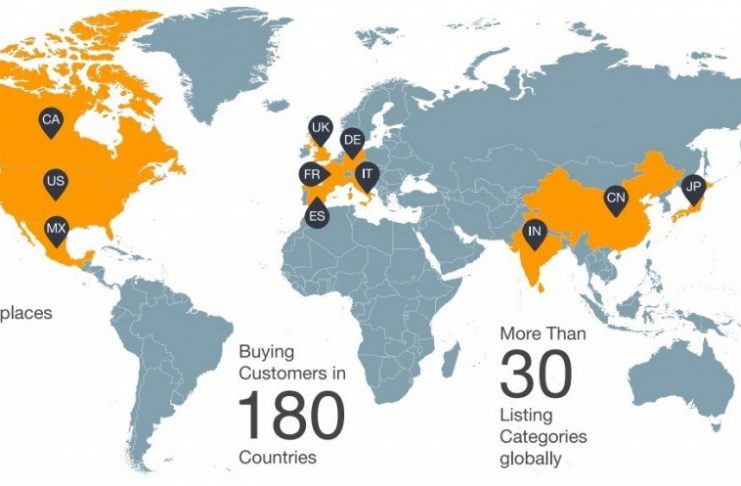 CA
US
MX
UK
DE
FR
IT
ES
CN
JP
IN
places
Buying
Customers in
180
Countries
More Than
30
Listing
Categories
globally